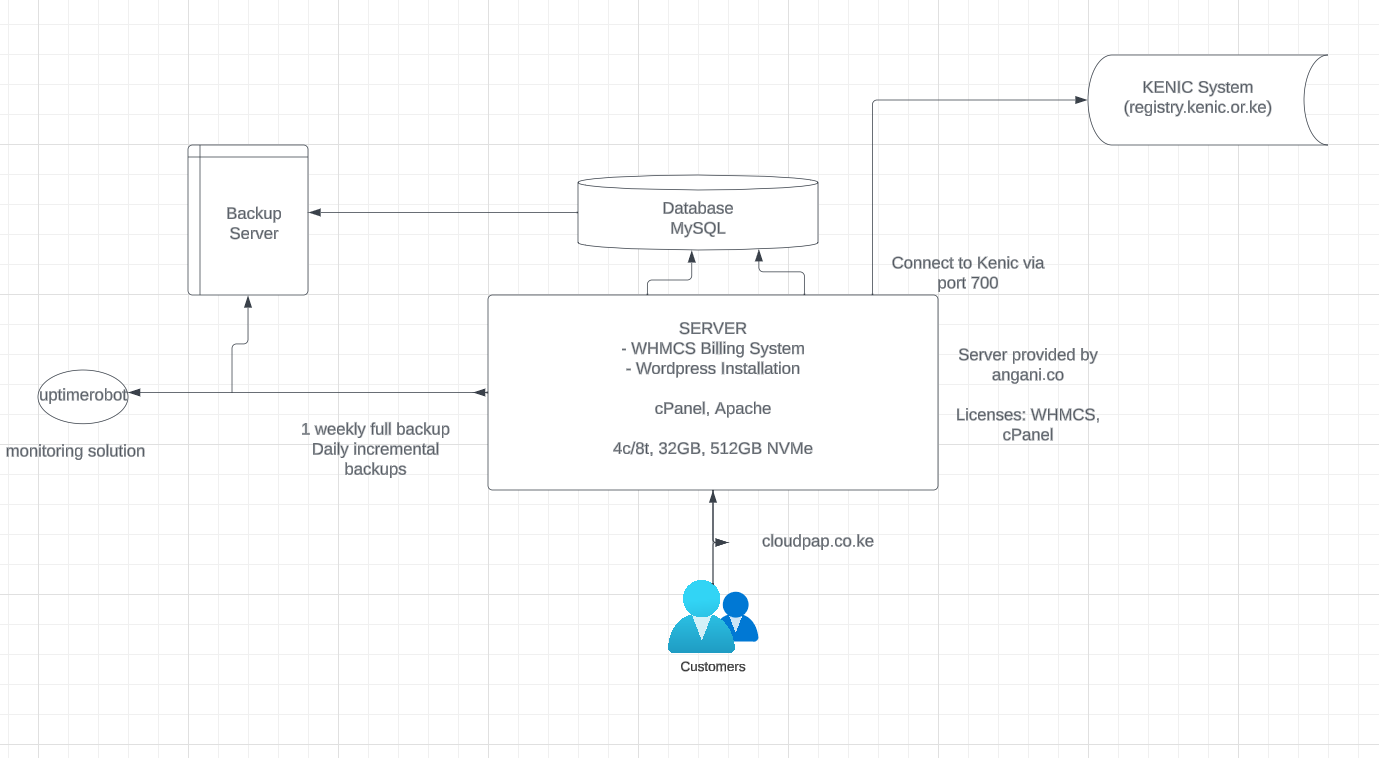 KENIC System
(registry.kenic.or.ke)
Backup
Server
Database
MySQL
Connect to Kenic via
port 700
SERVER
- WHMCS Billing System
- Wordpress Installation
cPanel, Apache
4c/8t, 32GB, 512GB NVMe
Server provided by
angani.co
Licenses: WHMCS,
cPanel
uptimerobot
monitoring solution
1 weekly full backup
Daily incremental
backups
cloudpap.co.ke
Customers